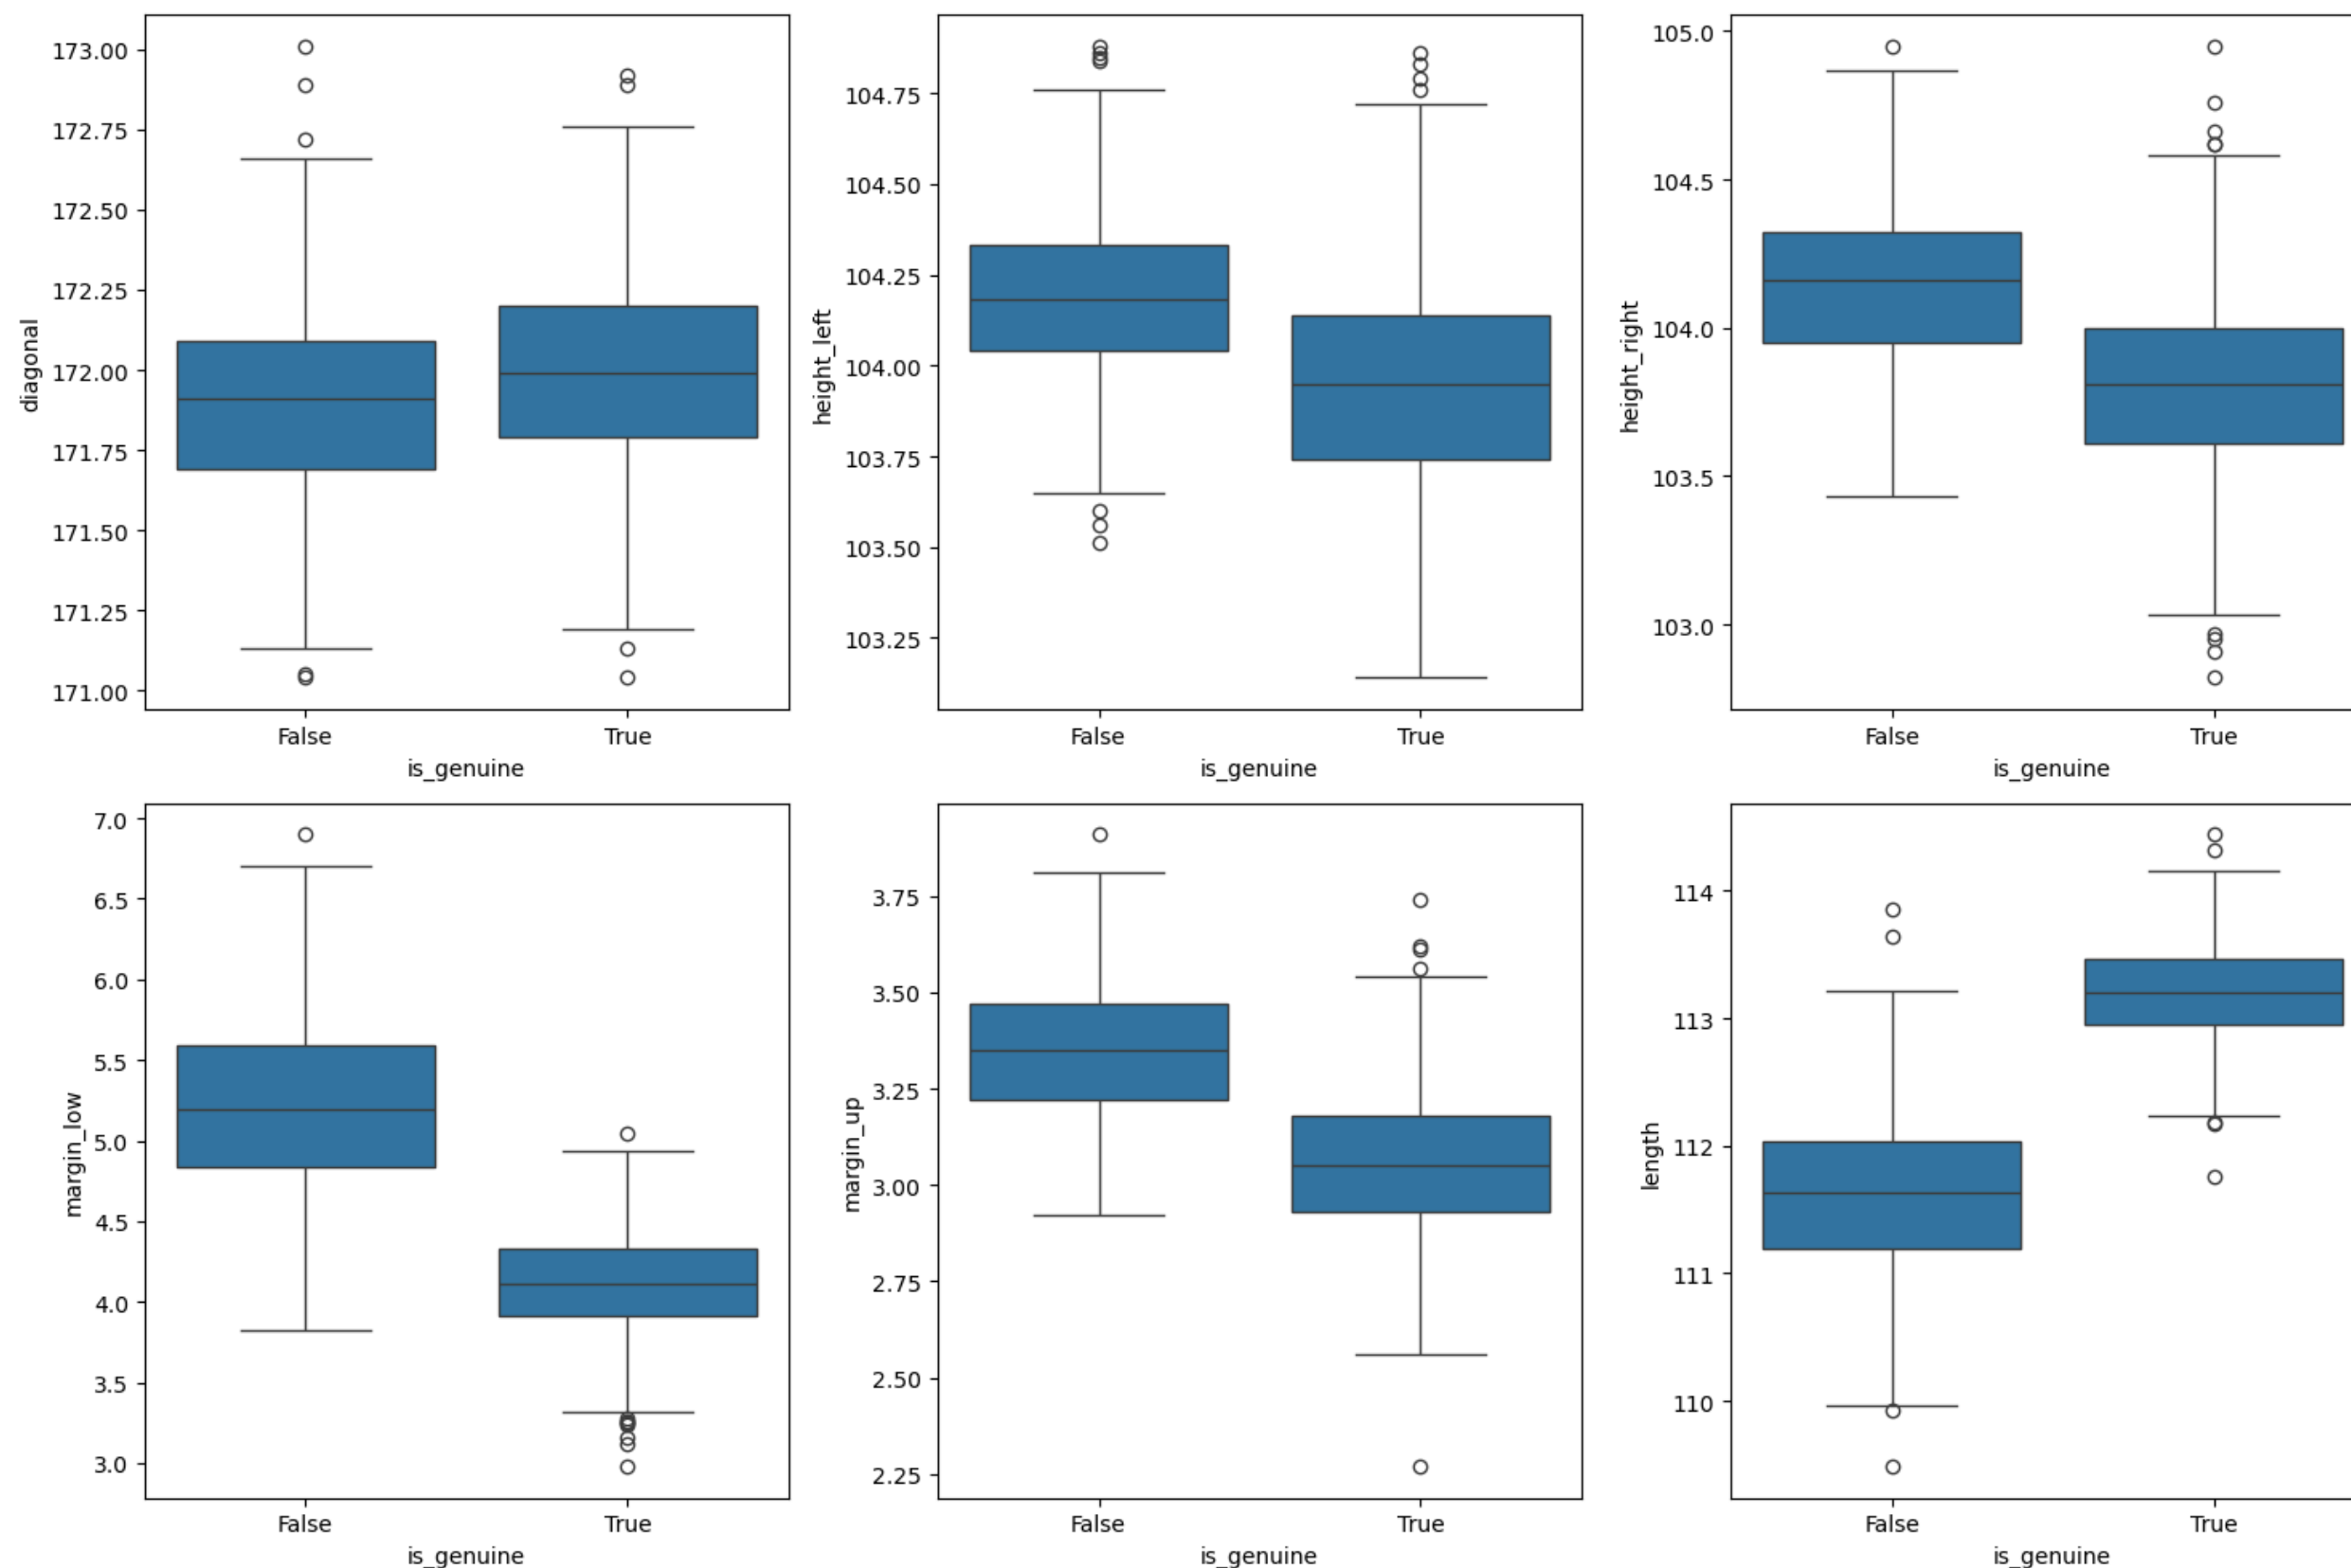 diagonal
173.00
172.75
172.50
172.25
172.00
171.75
171.50
171.25
171.00
False
True
is_genuine
height_left
104.75
104.50
104.25
104.00
103.75
103.50
103.25
False
True
is_genuine
height_right
105.0
104.5
104.0
103.5
103.0
False
True
is_genuine
margin_low
7.0
6.5
6.0
5.5
5.0
4.5
4.0
3.5
3.0
False
True
is_genuine
margin_up
3.75
3.50
3.25
3.00
2.75
2.50
2.25
False
True
is_genuine
length
114
113
112
111
110
False
True
is_genuine